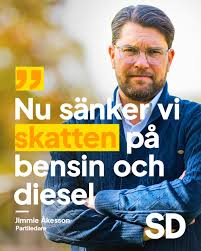 ”
Nu sänker vi
skatten på
bensin och
diesel
Jimmie Åkesson
Partiledare
SD